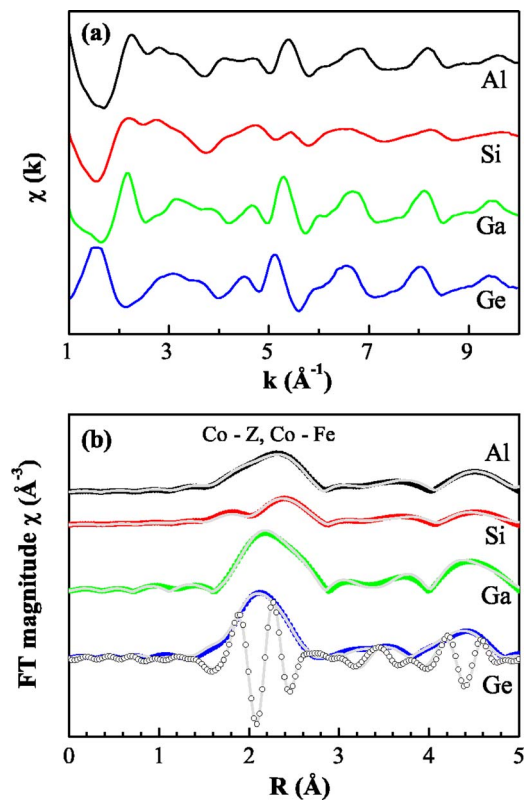 (a)
Al
Si
Ga
Ge
χ (k)
1 3 5 7 9
k (Å⁻¹)
(b)
Co - Z, Co - Fe
Al
Si
Ga
Ge
FT magnitude χ (Å⁻³)
0 1 2 3 4 5
R (Å)